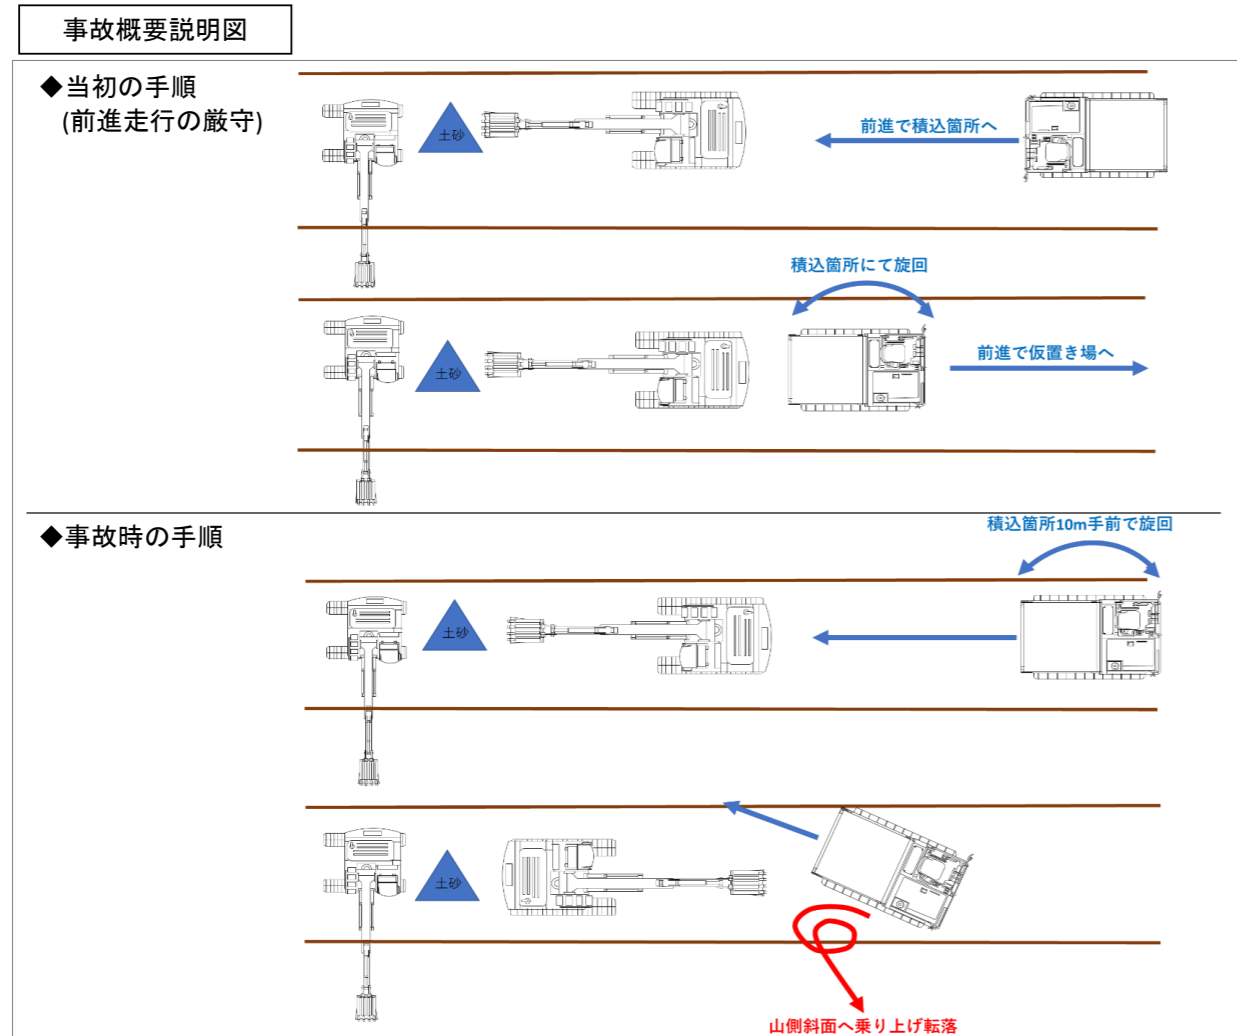 事故概要説明図
◆当初の手順
(前進走行の厳守)
土砂
前進で積込箇所へ
積込箇所にて旋回
土砂
前進で仮置き場へ
◆事故時の手順
積込箇所10m手前で旋回
土砂
土砂
山側斜面へ乗り上げ転落